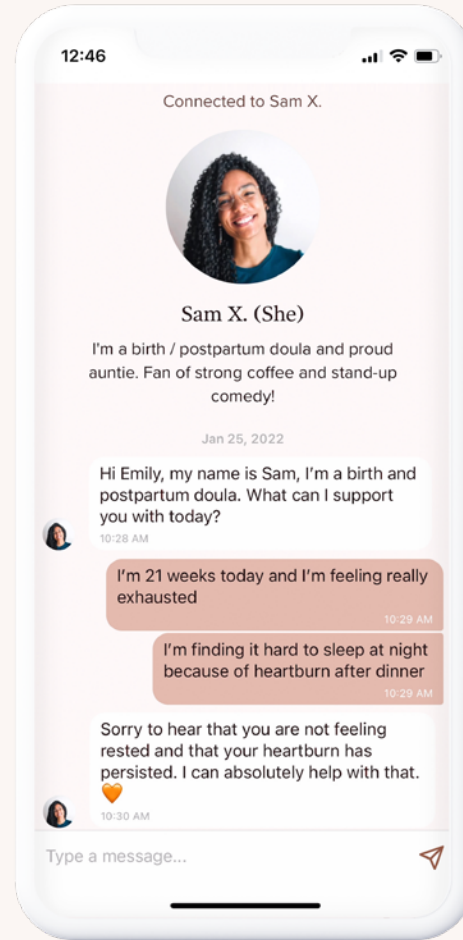 12:46
Connected to Sam X.
Sam X. (She)
I'm a birth / postpartum doula and proud
auntie. Fan of strong coffee and stand-up
comedy!
Jan 25, 2022
Hi Emily, my name is Sam, I'm a birth and
postpartum doula. What can I support
you with today?
10:28 AM
I'm 21 weeks today and I'm feeling really
exhausted
10:29 AM
I'm finding it hard to sleep at night
because of heartburn after dinner
10:29 AM
Sorry to hear that you are not feeling
rested and that your heartburn has
persisted. I can absolutely help with that.
🧡
10:30 AM
Type a message...